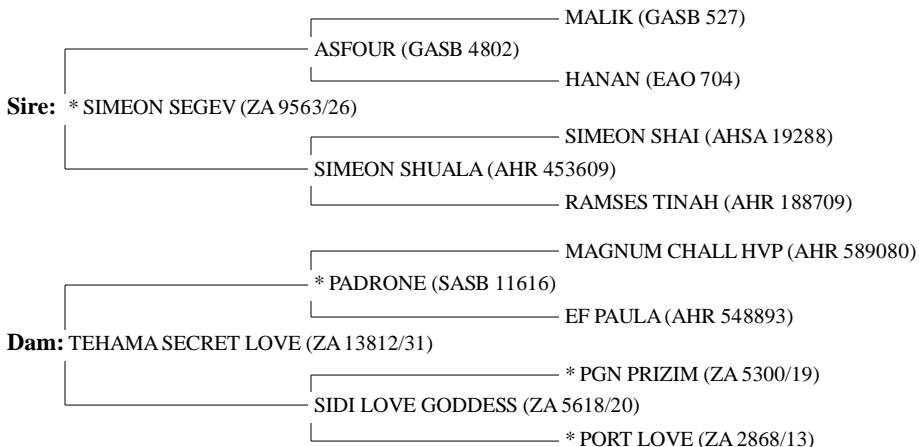 MALIK (GASB 527)
ASFOUR (GASB 4802)
HANAN (EAO 704)
Sire: * SIMEON SEGEV (ZA 9563/26)
SIMEON SHAI (AHSA 19288)
SIMEON SHUALA (AHR 453609)
RAMSES TINAH (AHR 188709)
MAGNUM CHALL HVP (AHR 589080)
* PADRONE (SASB 11616)
EF PAULA (AHR 548893)
Dam: TEHAMA SECRET LOVE (ZA 13812/31)
* PGN PRIZIM (ZA 5300/19)
SIDI LOVE GODDESS (ZA 5618/20)
* PORT LOVE (ZA 2868/13)